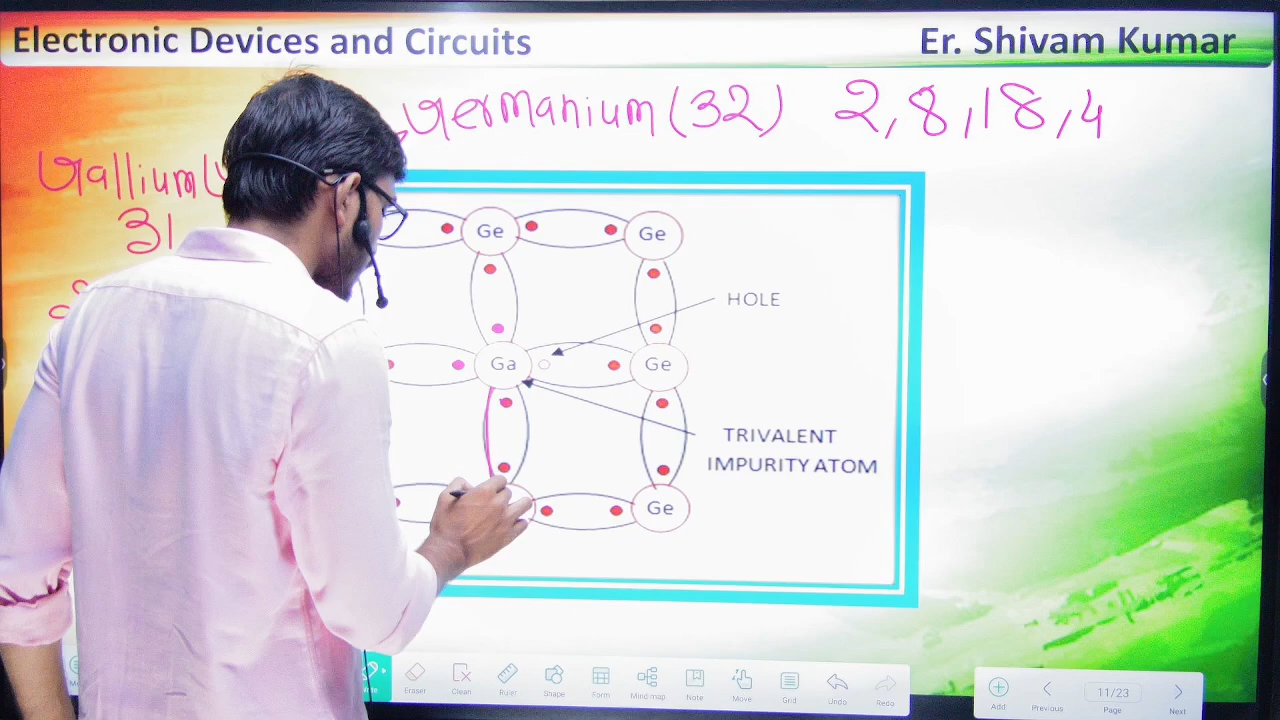 Electronic Devices and Circuits
Er. Shivam Kumar
Germanium (32) 2,8,18,4
Gallium (
31
Ge
Ge
HOLE
Ga
Ge
TRIVALENT
IMPURITY ATOM
Ge
Eraser
Clean
Ruler
Shape
Form
Mind map
Note
Move
Grid
Undo
Redo
Add
Previous
11/23
Page
Next